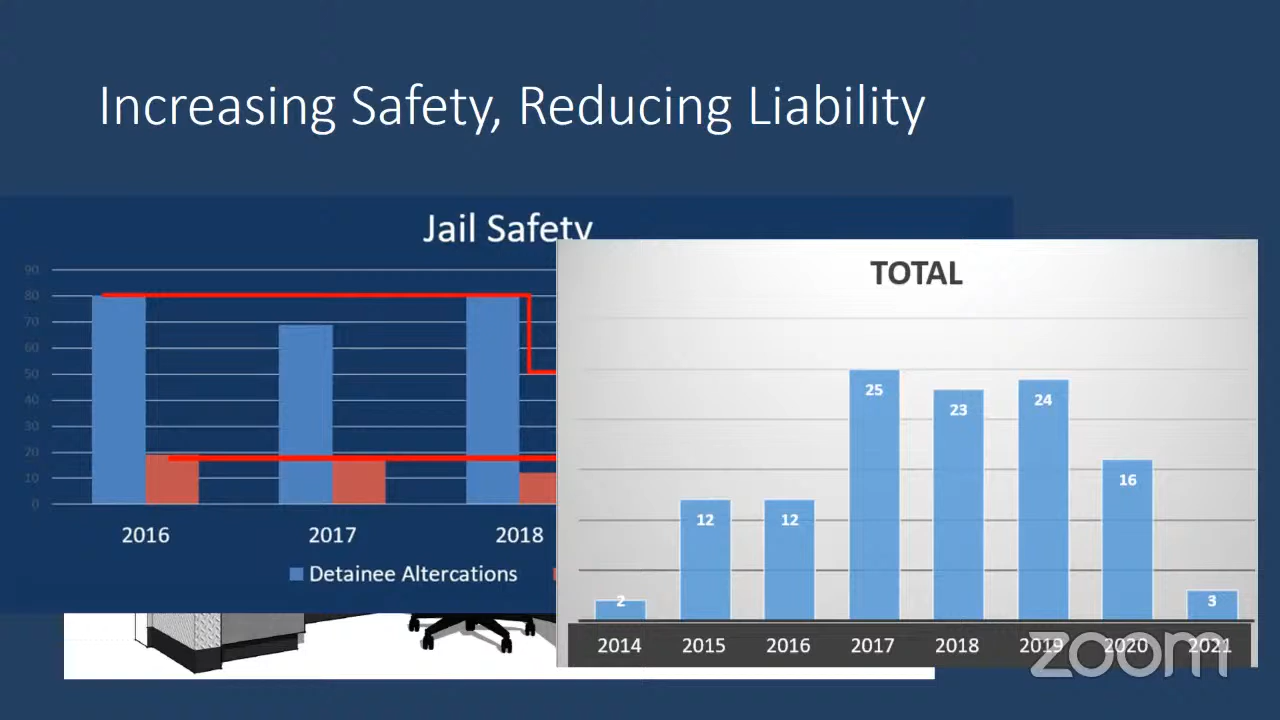 Increasing Safety, Reducing Liability
Jail Safety
90
80
70
60
50
40
30
20
10
0
2016 2017 2018
Detainee Altercations
TOTAL
2 12 12 25 23 24 16 3
2014 2015 2016 2017 2018 2019 2020 2021
zoom